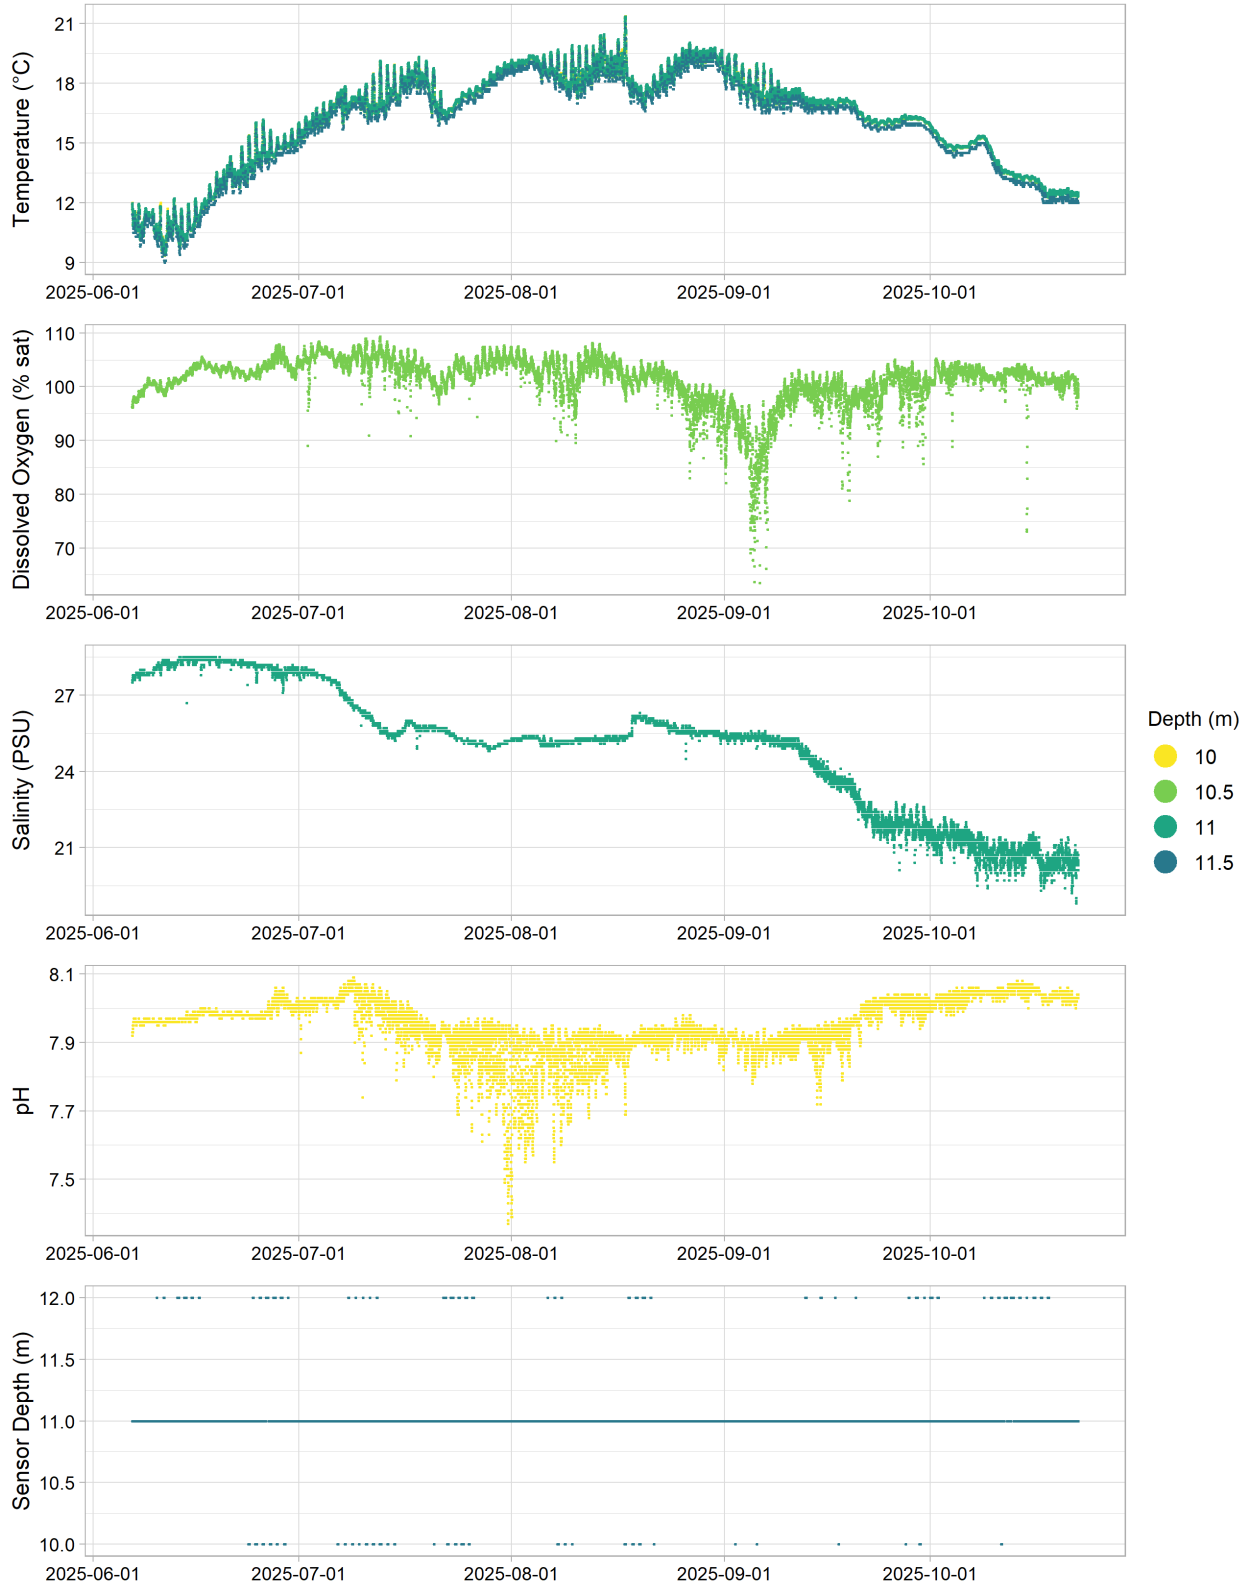 Temperature (°C)
21
18
15
12
9
2025-06-01 2025-07-01 2025-08-01 2025-09-01 2025-10-01
Dissolved Oxygen (% sat)
110
100
90
80
70
2025-06-01 2025-07-01 2025-08-01 2025-09-01 2025-10-01
Salinity (PSU)
27
24
21
2025-06-01 2025-07-01 2025-08-01 2025-09-01 2025-10-01
pH
8.1
7.9
7.7
7.5
2025-06-01 2025-07-01 2025-08-01 2025-09-01 2025-10-01
Sensor Depth (m)
12.0
11.5
11.0
10.5
10.0
2025-06-01 2025-07-01 2025-08-01 2025-09-01 2025-10-01
Depth (m)
10
10.5
11
11.5